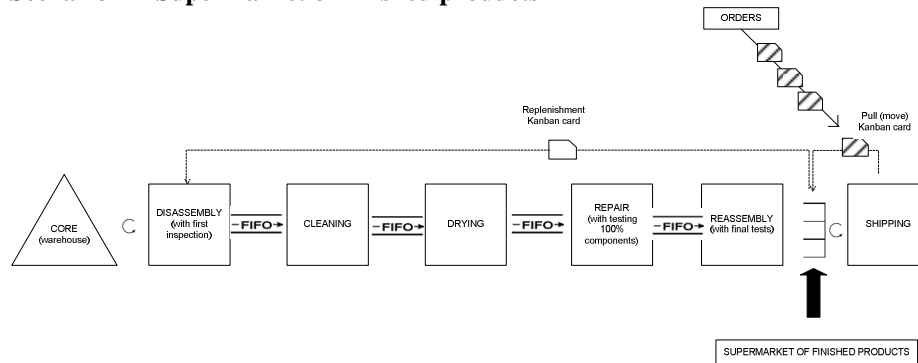 ORDERS
Replenishment
Kanban card
Pull (move)
Kanban card
CORE
(warehouse)
DISASSEMBLY
(with first
inspection)
FIFO
CLEANING
FIFO
DRYING
FIFO
REPAIR
(with testing
100%
components)
FIFO
REASSEMBLY
(with final tests)
SHIPPING
SUPERMARKET OF FINISHED PRODUCTS